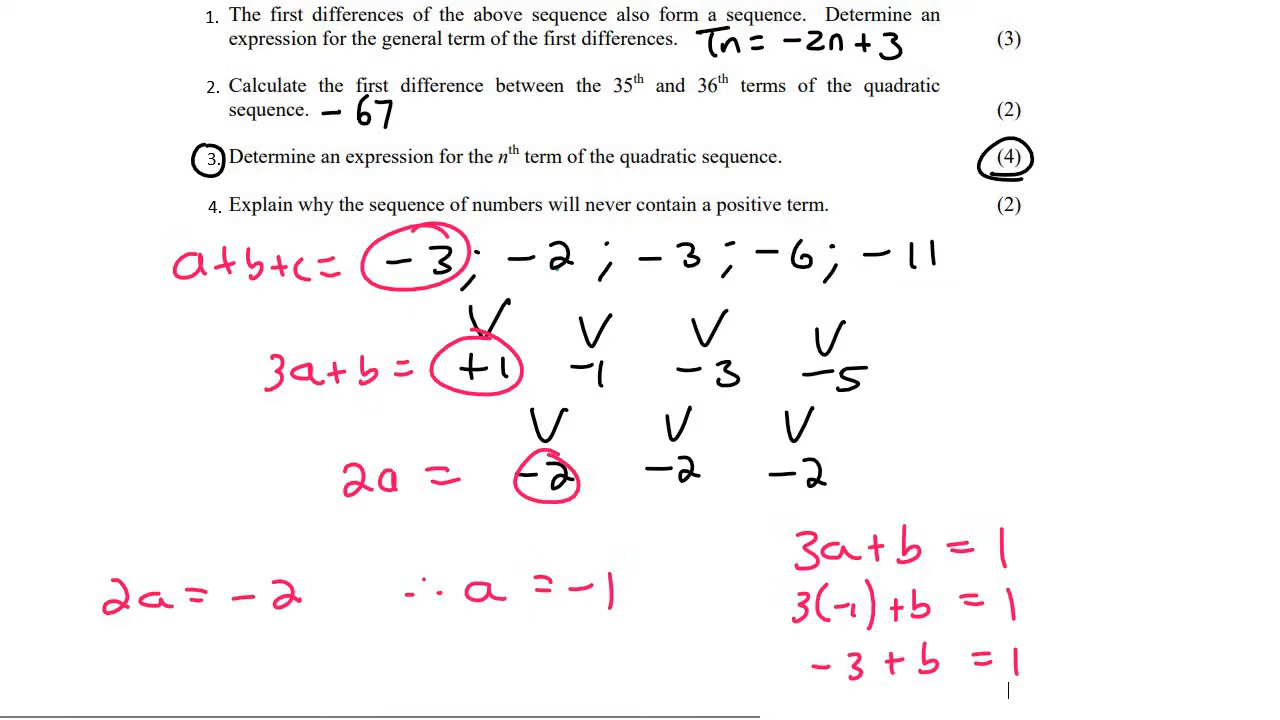 1. The first differences of the above sequence also form a sequence. Determine an
expression for the general term of the first differences. Tn = -2n + 3 (3)
2. Calculate the first difference between the 35th and 36th terms of the quadratic
sequence. - 67 (2)
3. Determine an expression for the nth term of the quadratic sequence. (4)
4. Explain why the sequence of numbers will never contain a positive term. (2)
a+b+c= -3; -2; -3; -6; -11
3a+b= +1 -1 -3 -5
2a = -2 -2 -2
3a+b = 1
2a = -2 ∴ a = -1 3(-1)+b = 1
-3 + b = 1